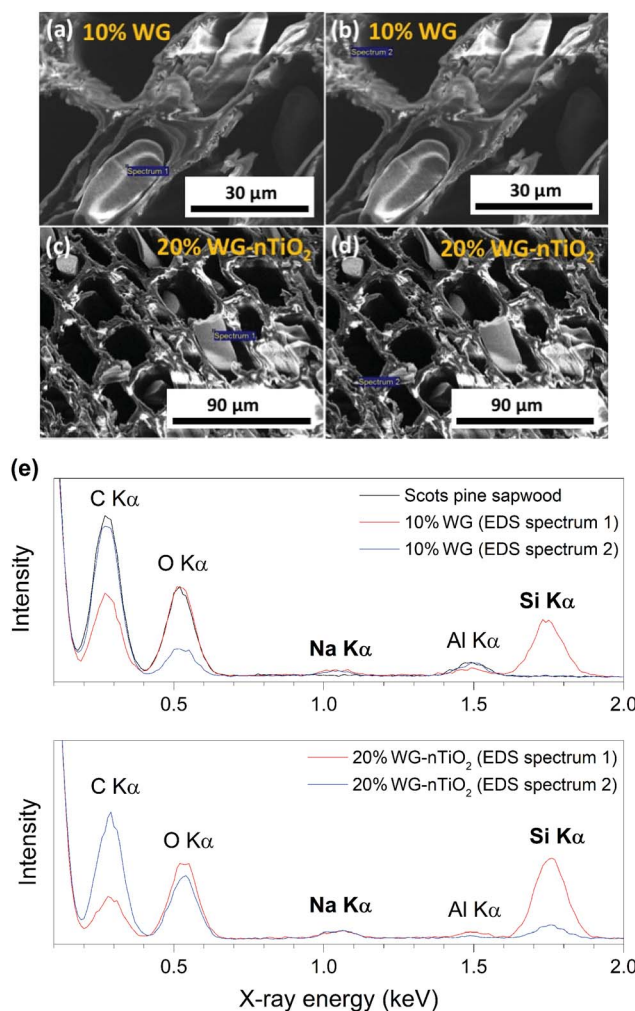 (a) 10% WG
Spectrum 1
30 µm
(b) 10% WG
Spectrum 2
30 µm
(c) 20% WG-nTiO₂
Spectrum 1
90 µm
(d) 20% WG-nTiO₂
Spectrum 2
90 µm
(e)
Intensity
C Kα
O Kα
Na Kα
Al Kα
Si Kα
Scots pine sapwood
10% WG (EDS spectrum 1)
10% WG (EDS spectrum 2)
0.5 1.0 1.5 2.0
Intensity
C Kα
O Kα
Na Kα
Al Kα
Si Kα
20% WG-nTiO₂ (EDS spectrum 1)
20% WG-nTiO₂ (EDS spectrum 2)
0.5 1.0 1.5 2.0
X-ray energy (keV)